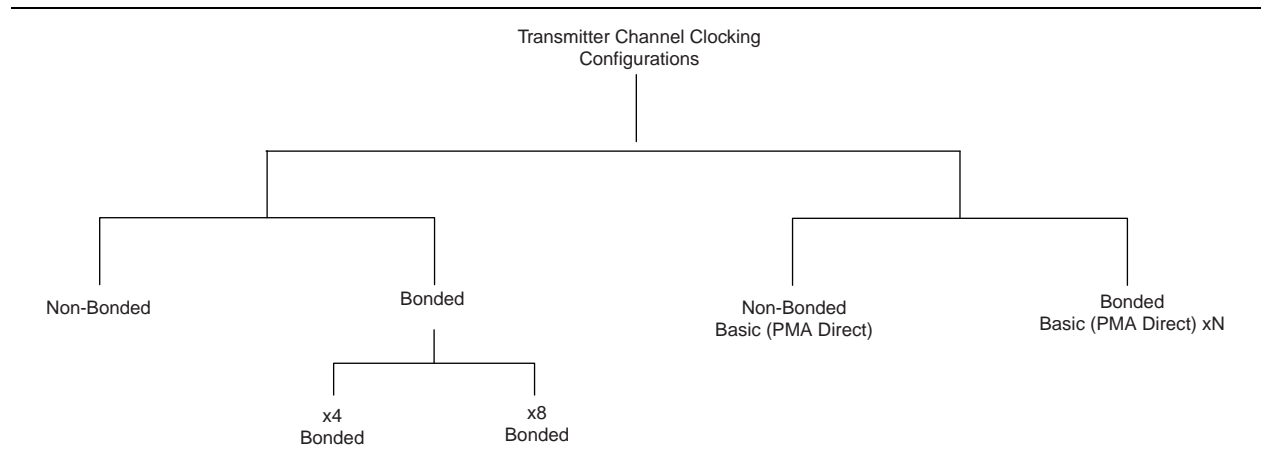 Transmitter Channel Clocking
Configurations
Non-Bonded
Bonded
Non-Bonded
Basic (PMA Direct)
Bonded
Basic (PMA Direct) xN
x4
Bonded
x8
Bonded